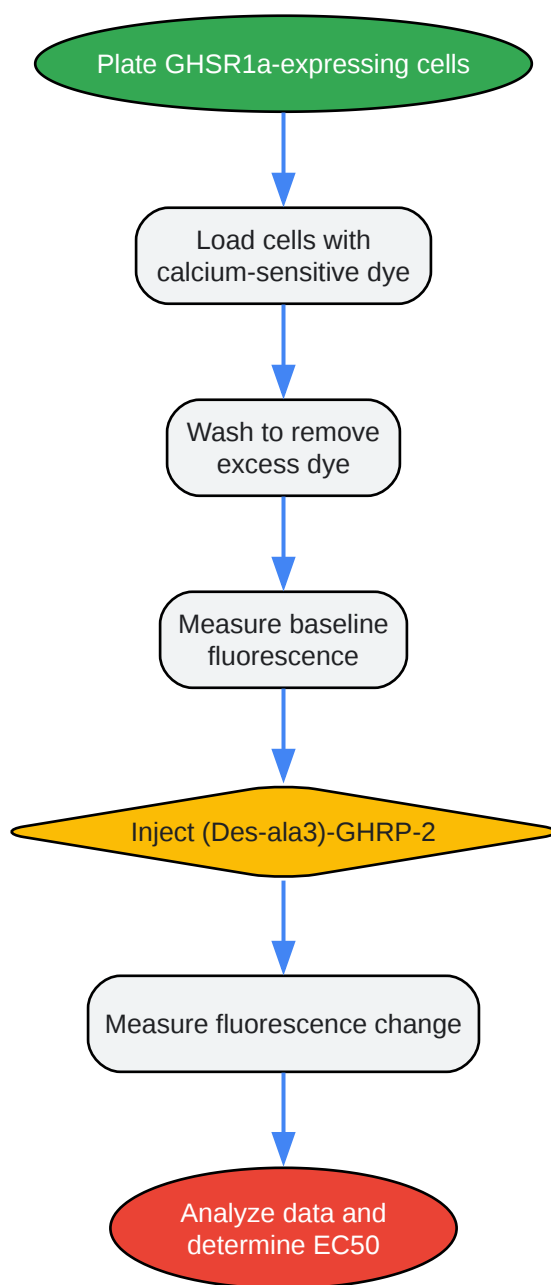 Plate GHSR1a-expressing cells
Load cells with
calcium-sensitive dye
Wash to remove
excess dye
Measure baseline
fluorescence
Inject (Des-ala3)-GHRP-2
Measure fluorescence change
Analyze data and
determine EC50